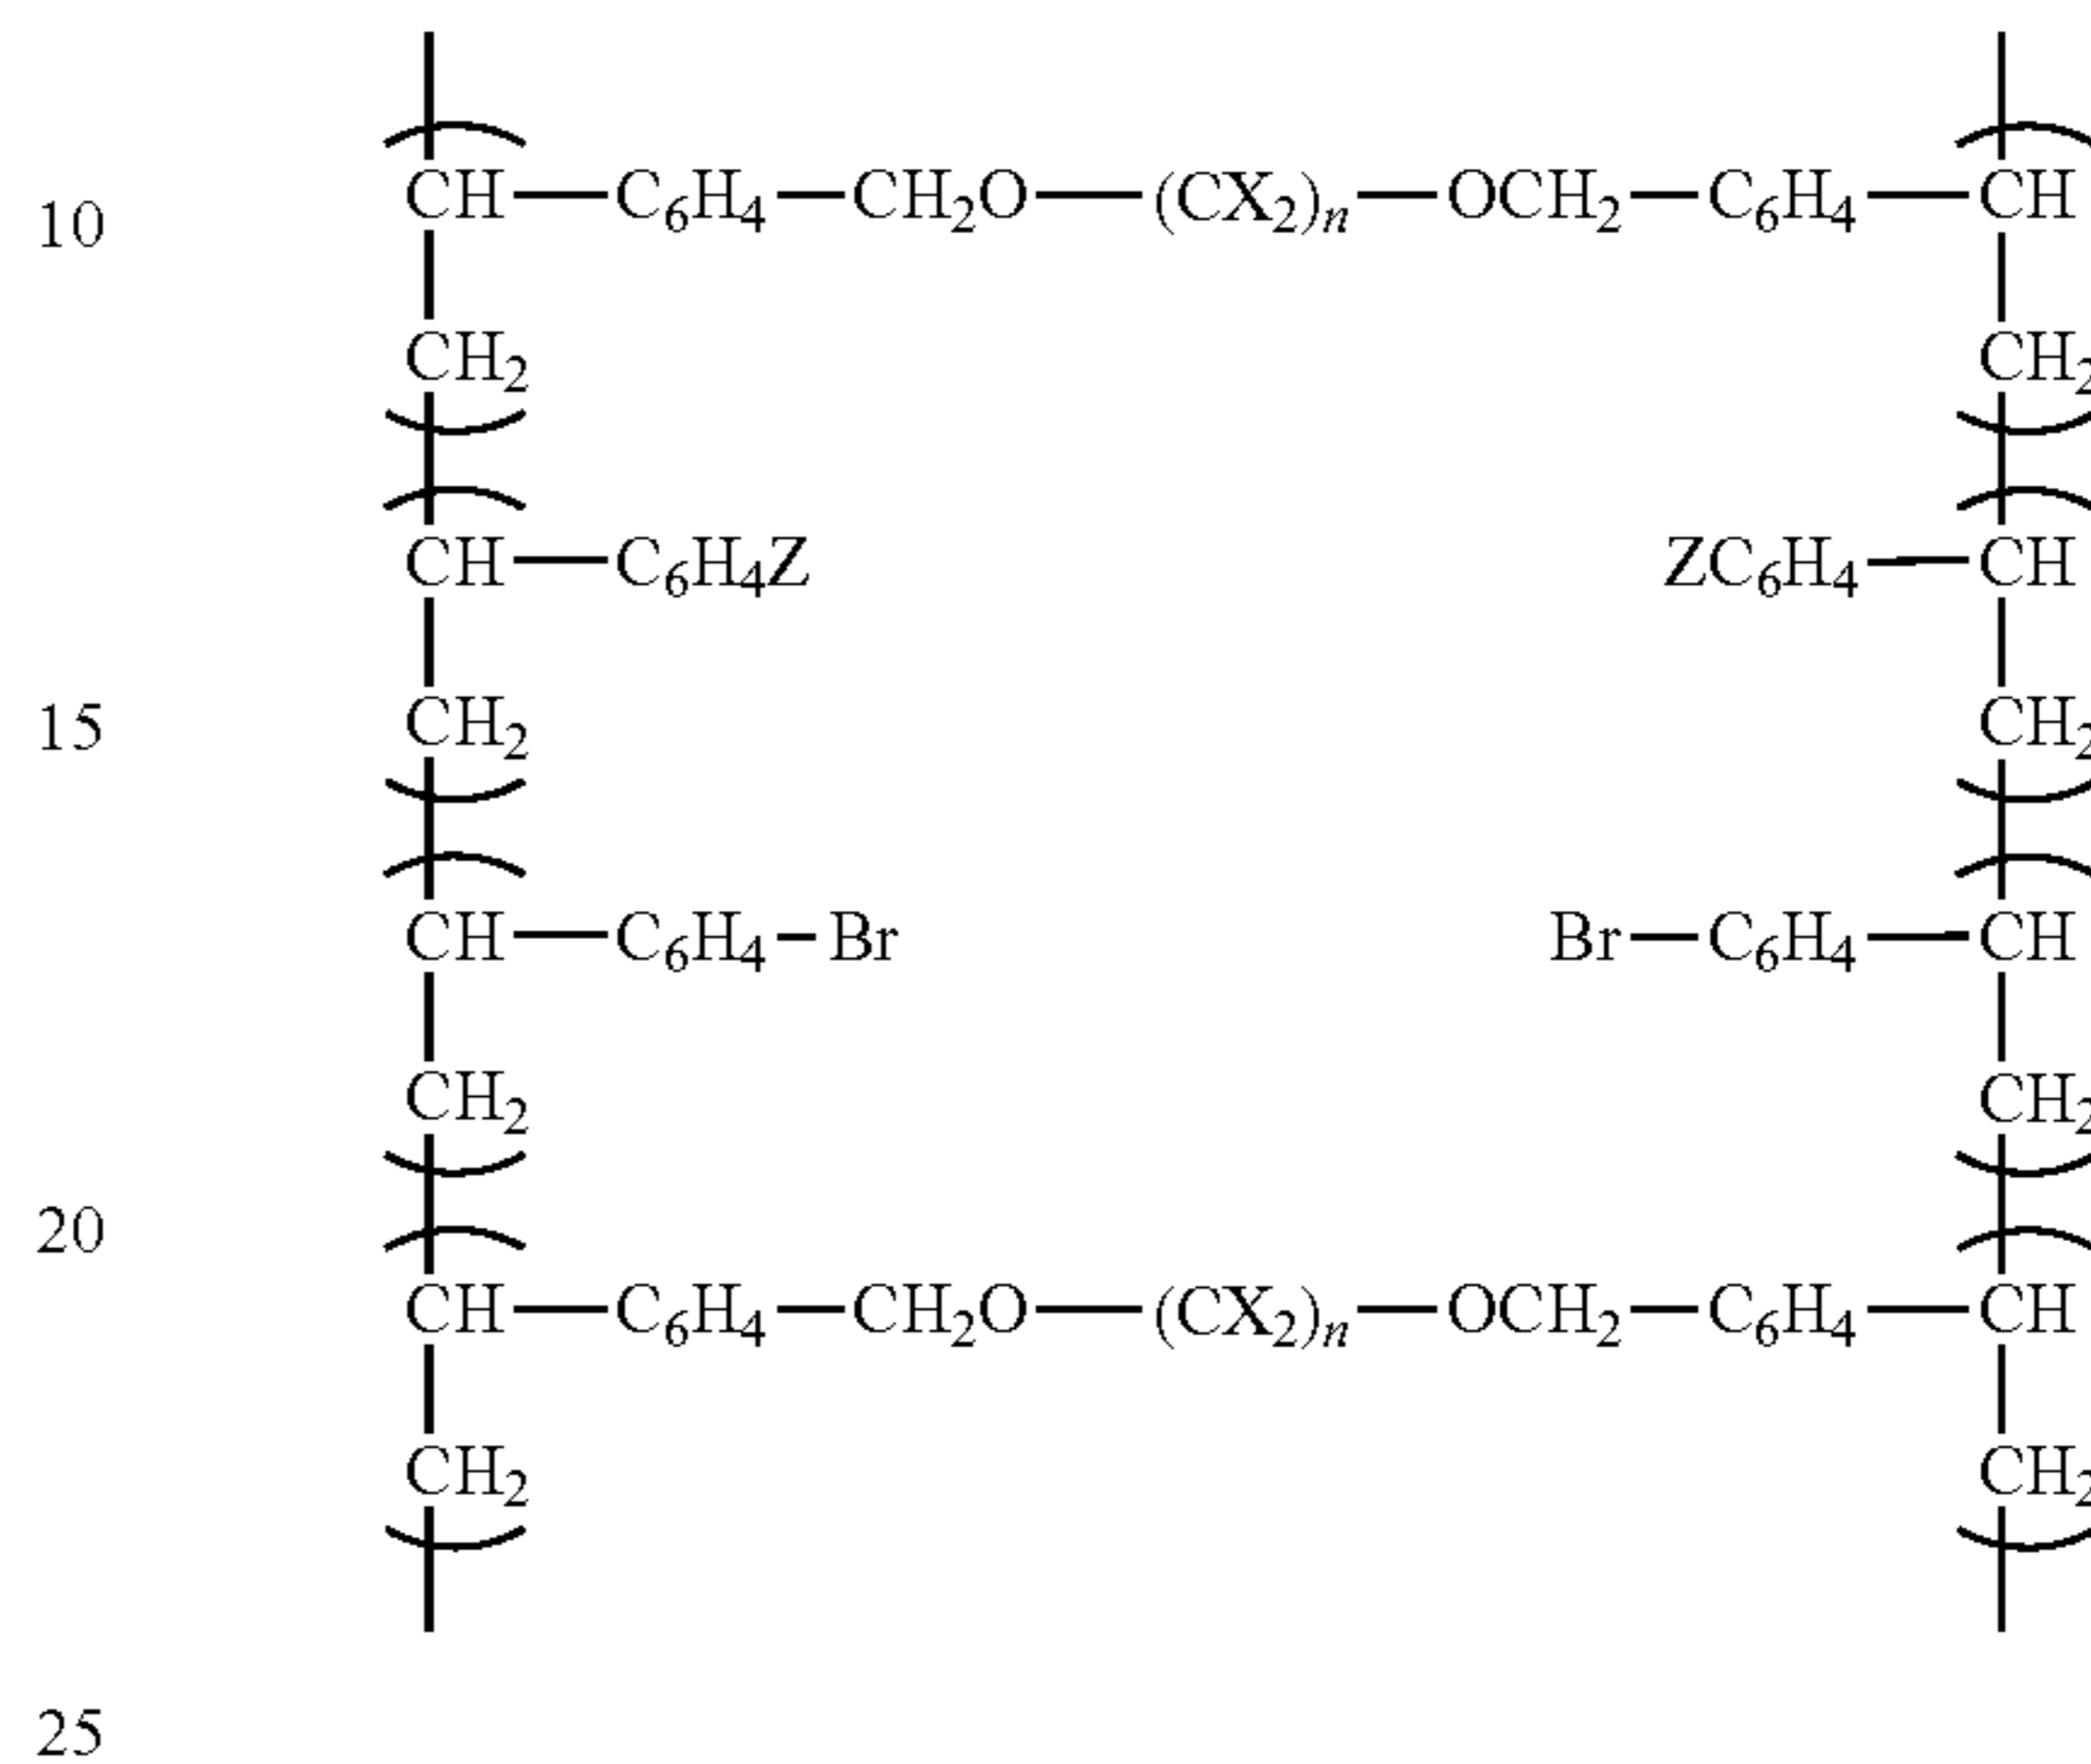 10 CH—C₆H₄—CH₂O—(CX₂)ₙ—OCH₂—C₆H₄—CH
CH₂ CH₂
CH—C₆H₄Z ZC₆H₄—CH
15 CH₂ CH₂
CH—C₆H₄—Br Br—C₆H₄—CH
CH₂ CH₂
20
CH—C₆H₄—CH₂O—(CX₂)ₙ—OCH₂—C₆H₄—CH
CH₂ CH₂
25